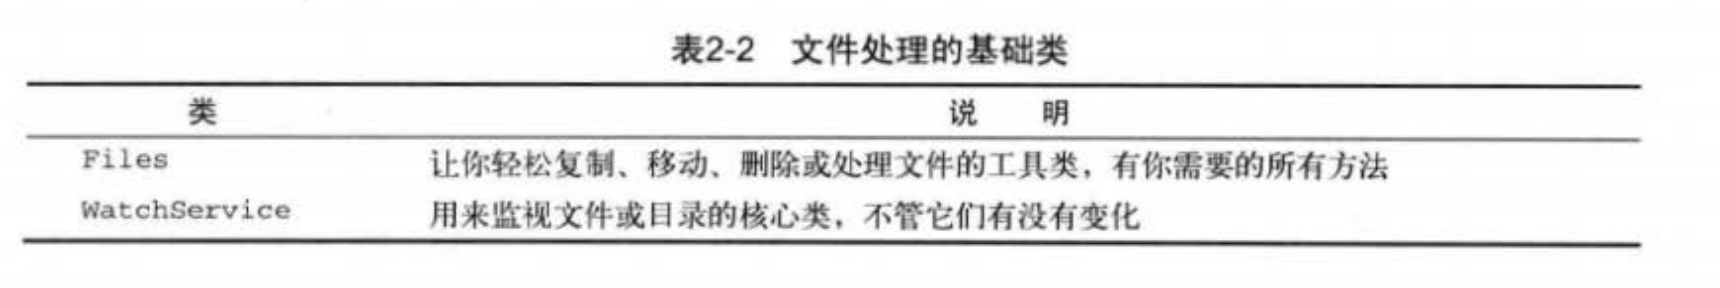 表2-2 文件处理的基础类
类 说 明
Files 让你轻松复制、移动、删除或处理文件的工具类，有你需要的所有方法
WatchService 用来监视文件或目录的核心类，不管它们有没有变化